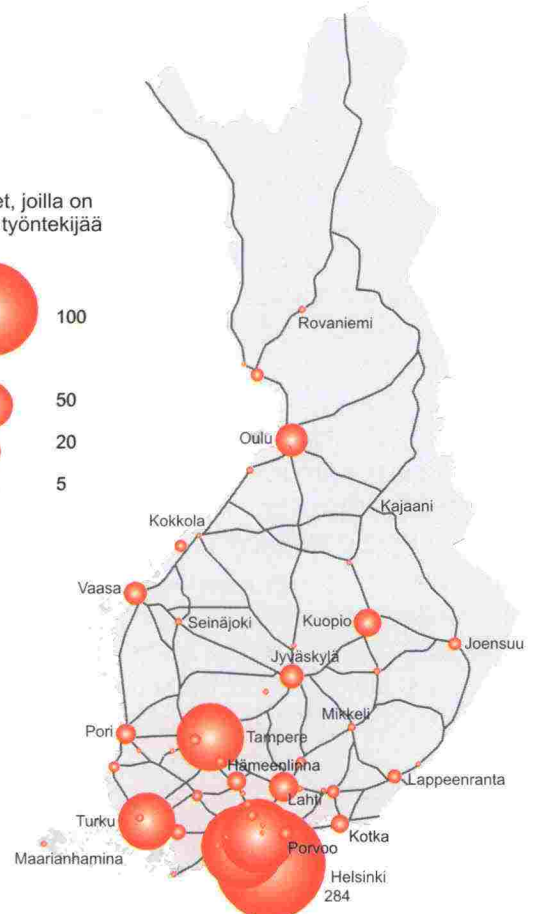 et, joilla on
työntekijää
100
50
20
5
Rovaniemi
Oulu
Kajaani
Kokkola
Vaasa
Seinäjoki
Kuopio
Joensuu
Jyväskylä
Mikkeli
Pori
Tampere
Hämeenlinna
Lappeenranta
Lahti
Turku
Kotka
Porvoo
Maarianhamina
Helsinki
284